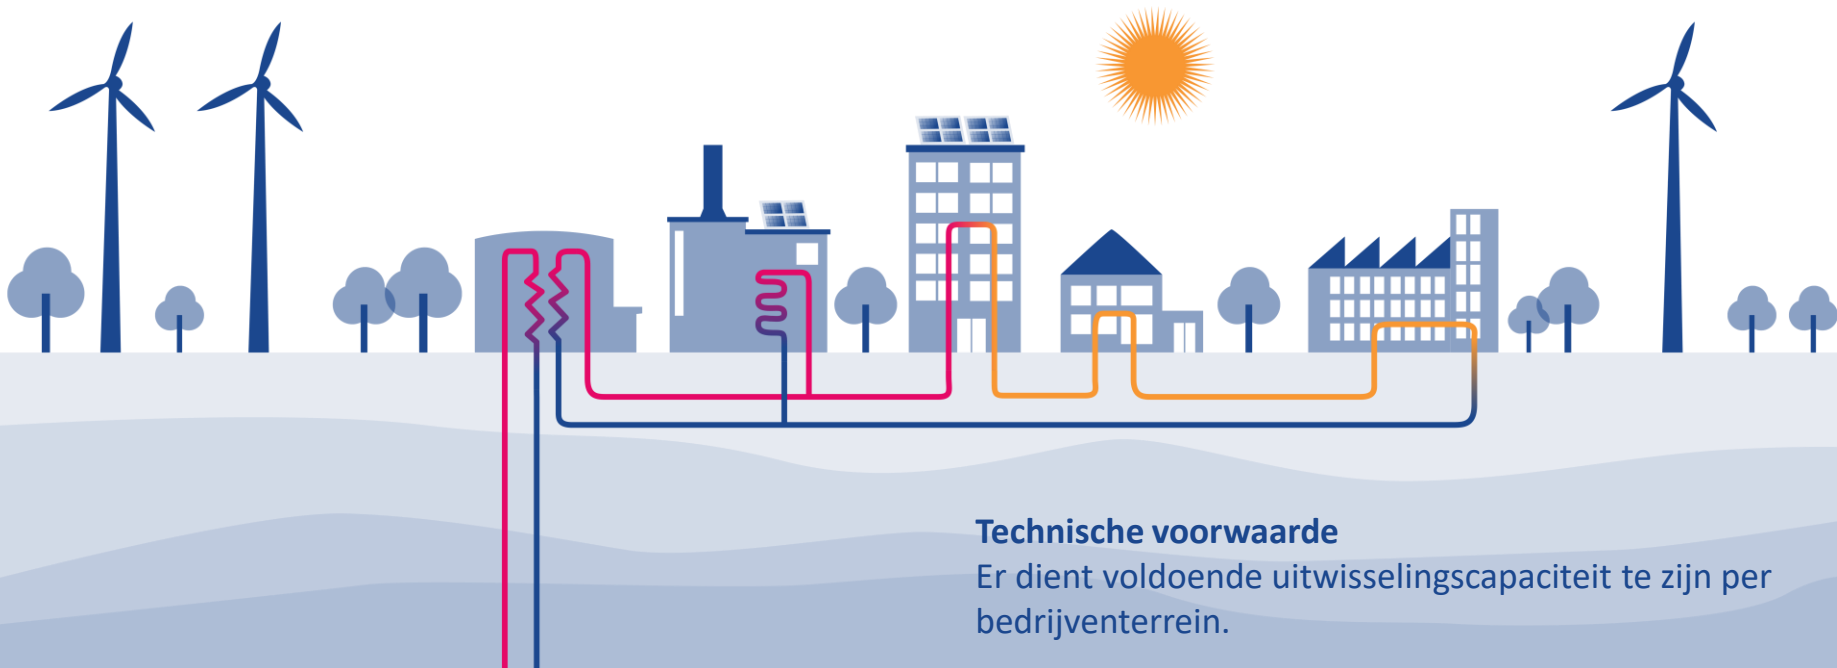 Technische voorwaarde
Er dient voldoende uitwisselingscapaciteit te zijn per
bedrijventerrein.